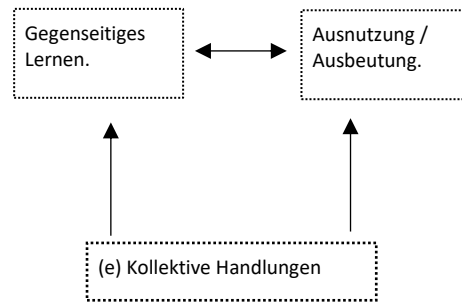 Gegenseitiges
Lernen.
Ausnutzung /
Ausbeutung.
(e) Kollektive Handlungen